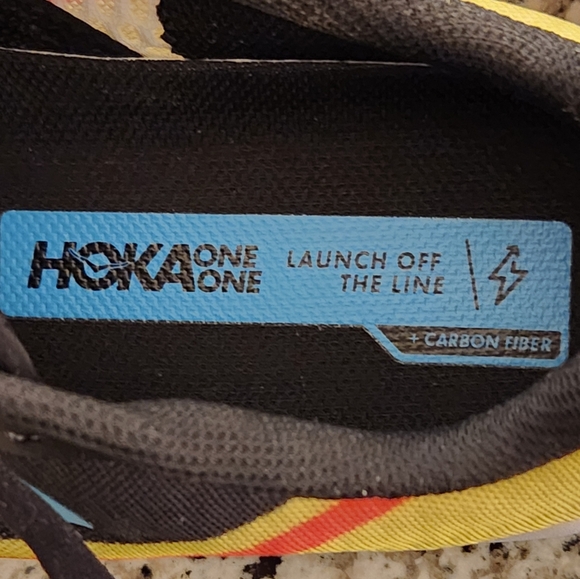 HOKA ONE ONE
LAUNCH OFF
THE LINE
+ CARBON FIBER